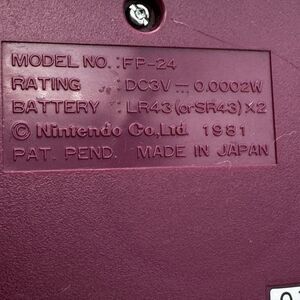 MODEL NO. : FP-24
RATING : DC3V ⎓ 0.0002W
BATTERY : LR43 (or SR43) X2
© Nintendo Co., Ltd. 1981
PAT. PEND. MADE IN JAPAN